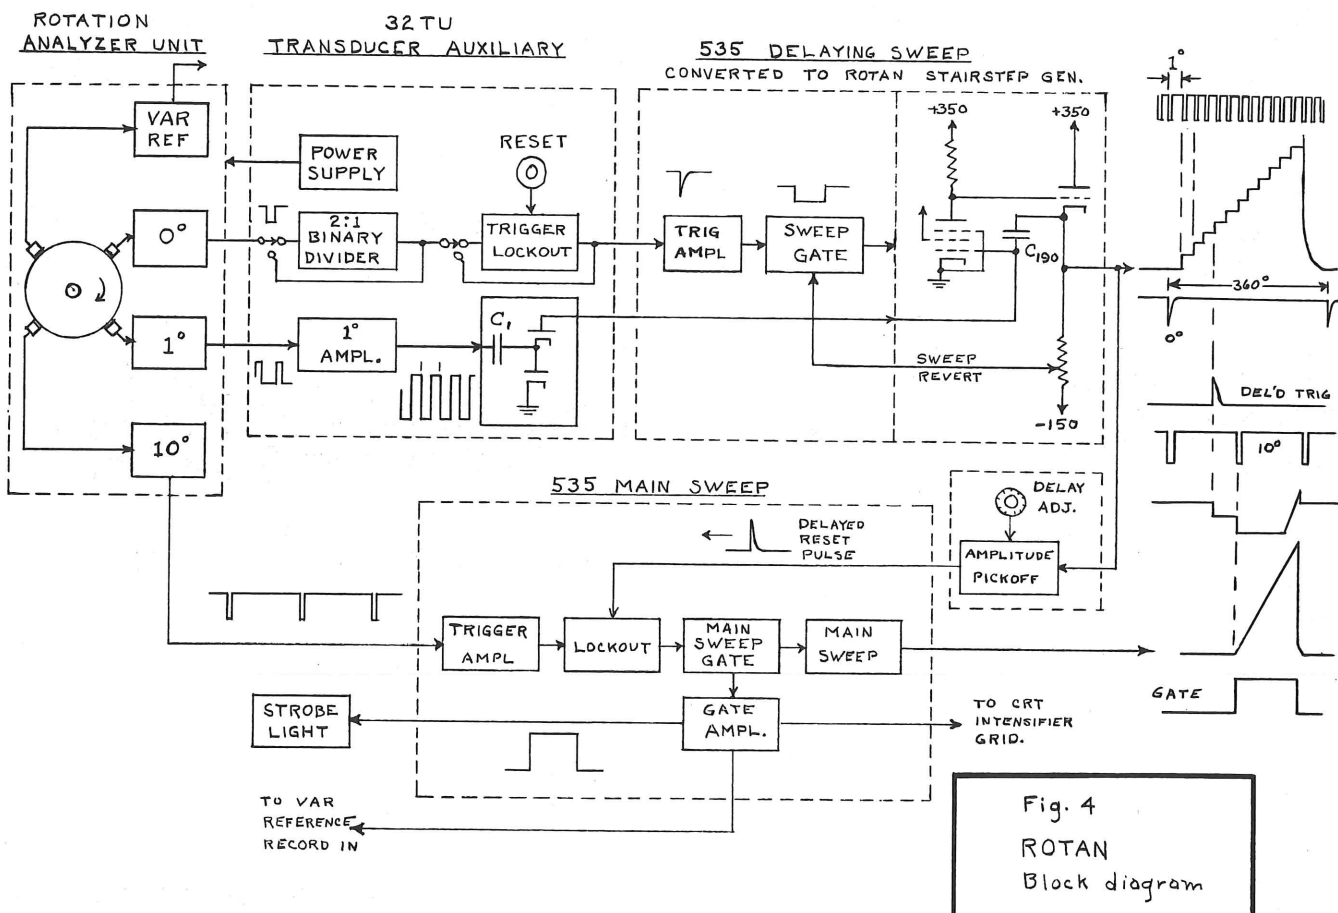 ROTATION
ANALYZER UNIT
32TU
TRANSDUCER AUXILIARY
535 DELAYING SWEEP
CONVERTED TO ROTAN STAIRSTEP GEN.
1°
VAR
REF
POWER
SUPPLY
RESET
+350
+350
0°
2:1
BINARY
DIVIDER
TRIGGER
LOCKOUT
TRIG
AMPL
SWEEP
GATE
C190
360°
0°
1°
1°
AMPL.
C1
SWEEP
REVERT
-150
DEL'D TRIG
10°
10°
535 MAIN SWEEP
DELAY
ADJ.
DELAYED
RESET
PULSE
AMPLITUDE
PICKOFF
TRIGGER
AMPL
LOCKOUT
MAIN
SWEEP
GATE
MAIN
SWEEP
GATE
STROBE
LIGHT
GATE
AMPL.
TO CRT
INTENSIFIER
GRID.
TO VAR
REFERENCE
RECORD IN
Fig. 4
ROTAN
Block diagram